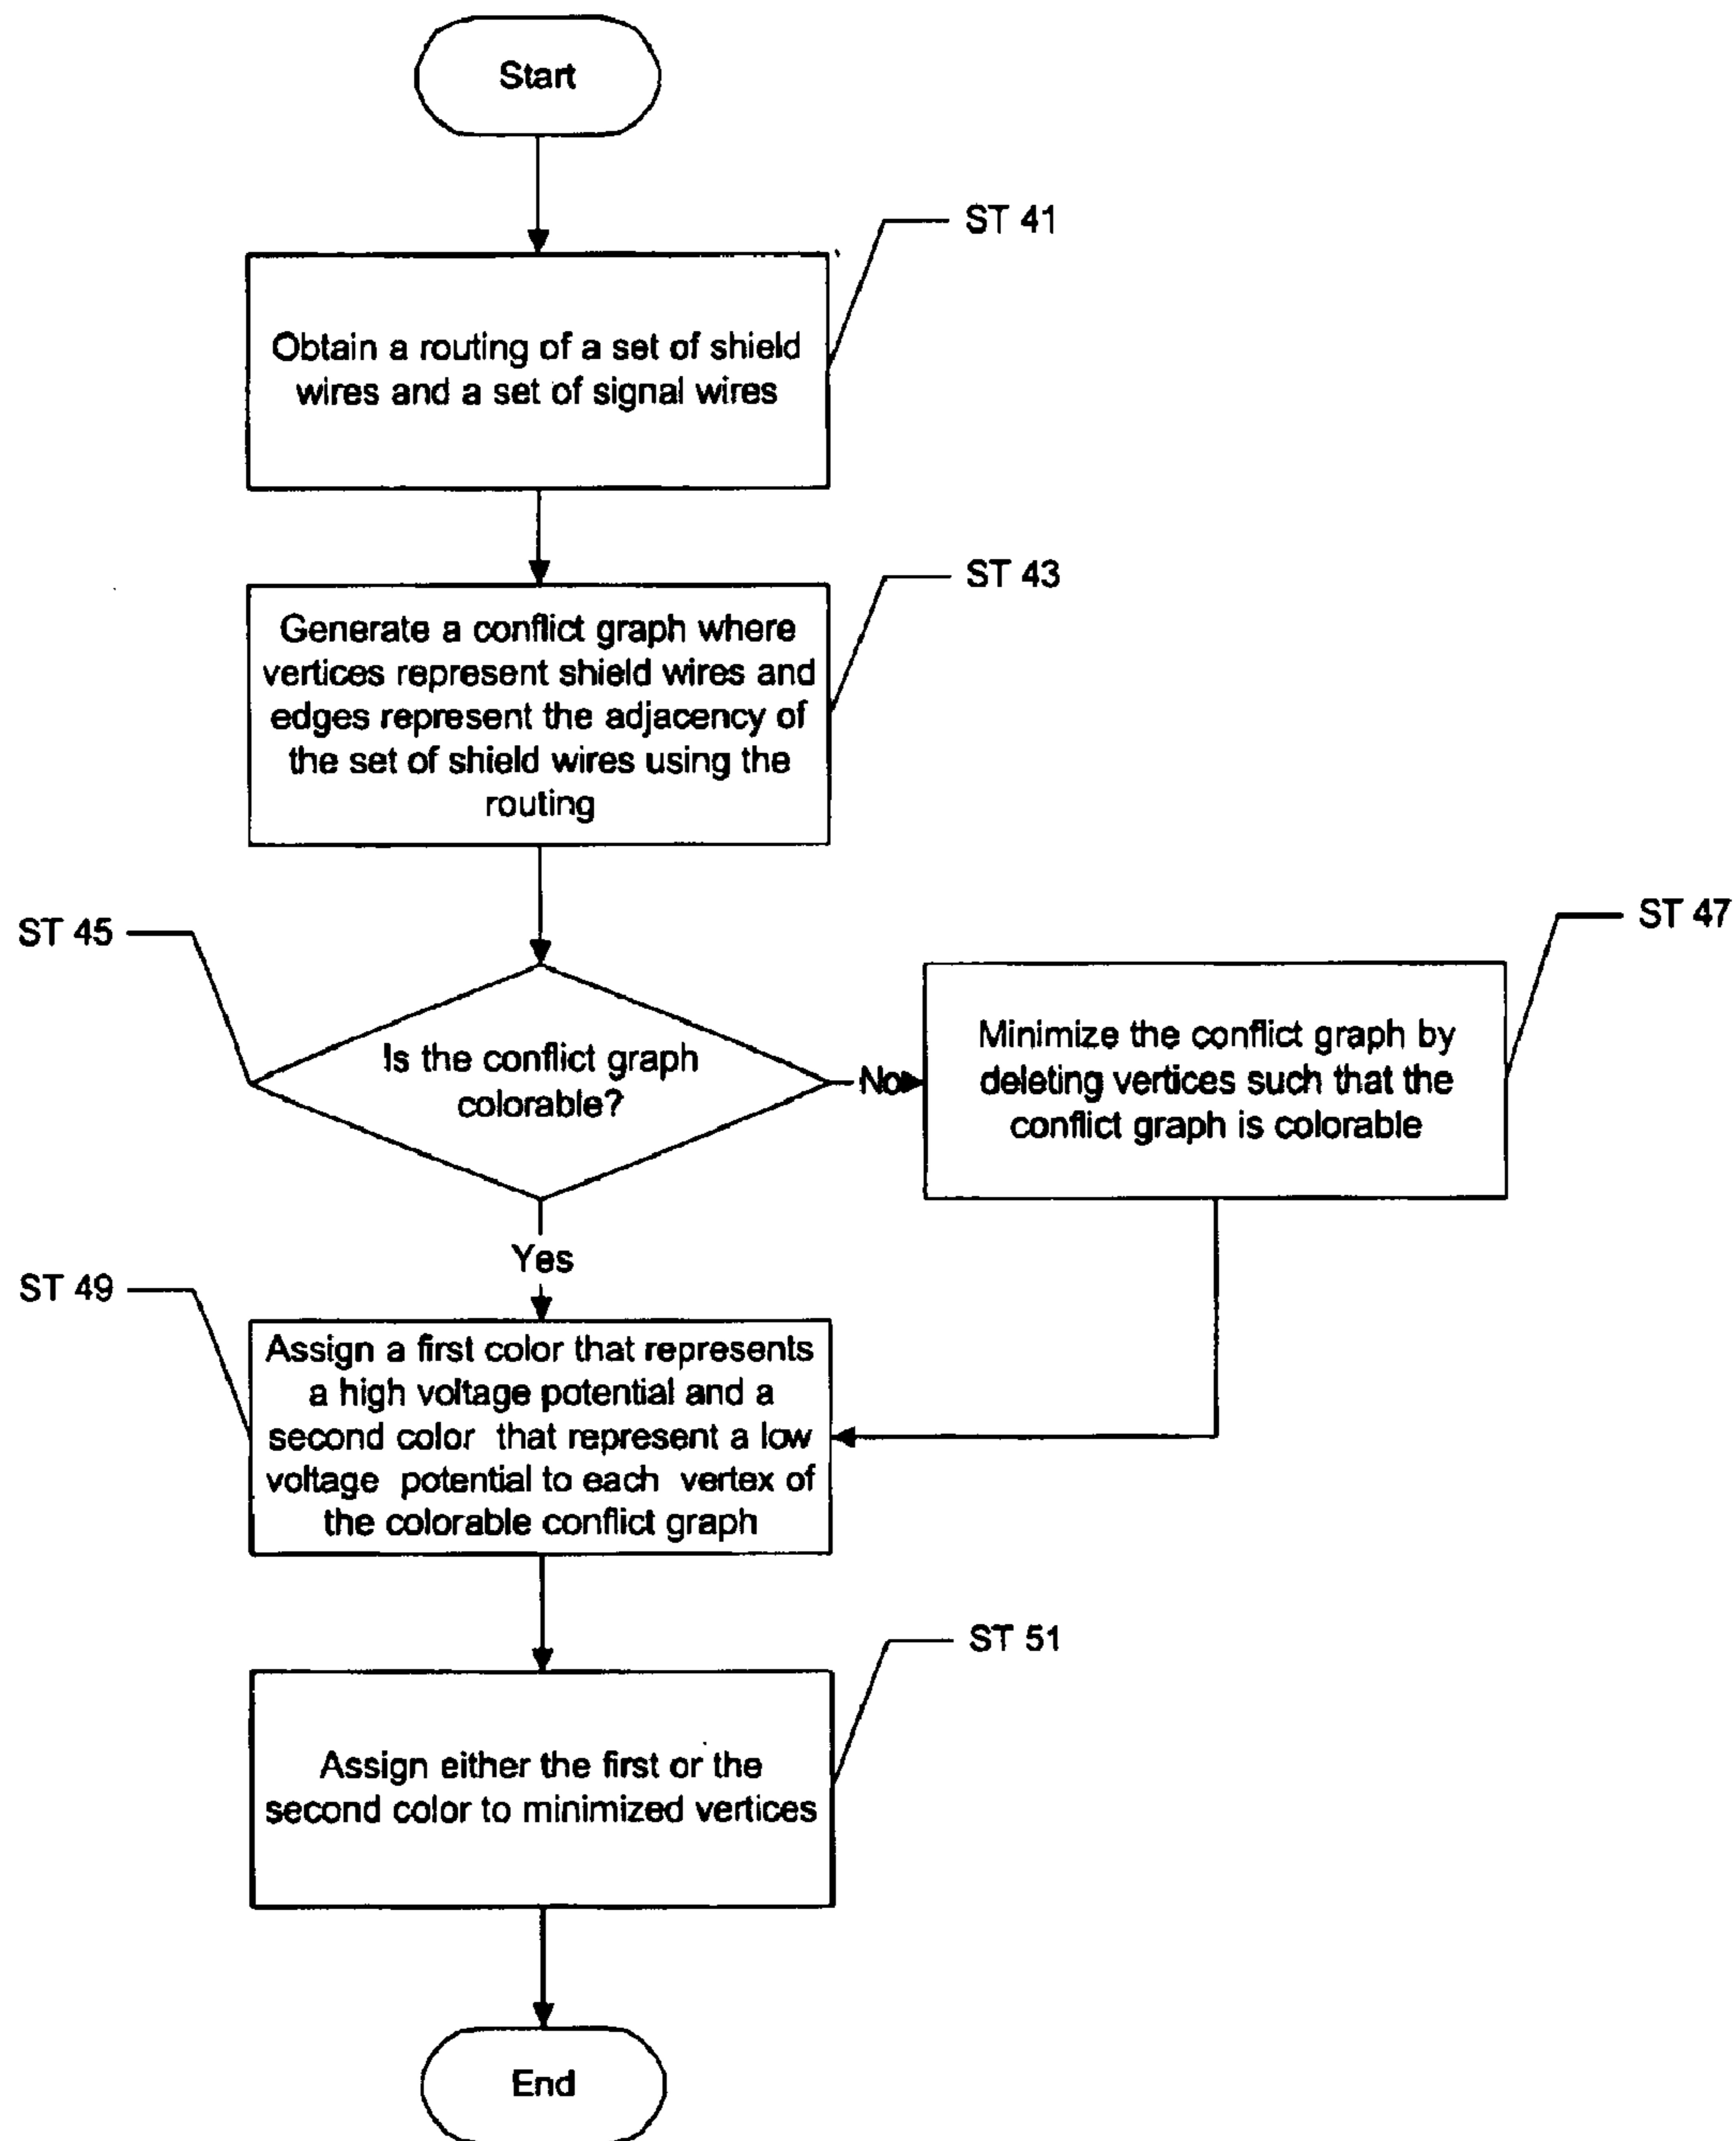 Start
ST 41
Obtain a routing of a set of shield
wires and a set of signal wires
ST 43
Generate a conflict graph where
vertices represent shield wires and
edges represent the adjacency of
the set of shield wires using the
routing
ST 45
Is the conflict graph
colorable?
No
ST 47
Minimize the conflict graph by
deleting vertices such that the
conflict graph is colorable
Yes
ST 49
Assign a first color that represents
a high voltage potential and a
second color that represent a low
voltage potential to each vertex of
the colorable conflict graph
ST 51
Assign either the first or the
second color to minimized vertices
End